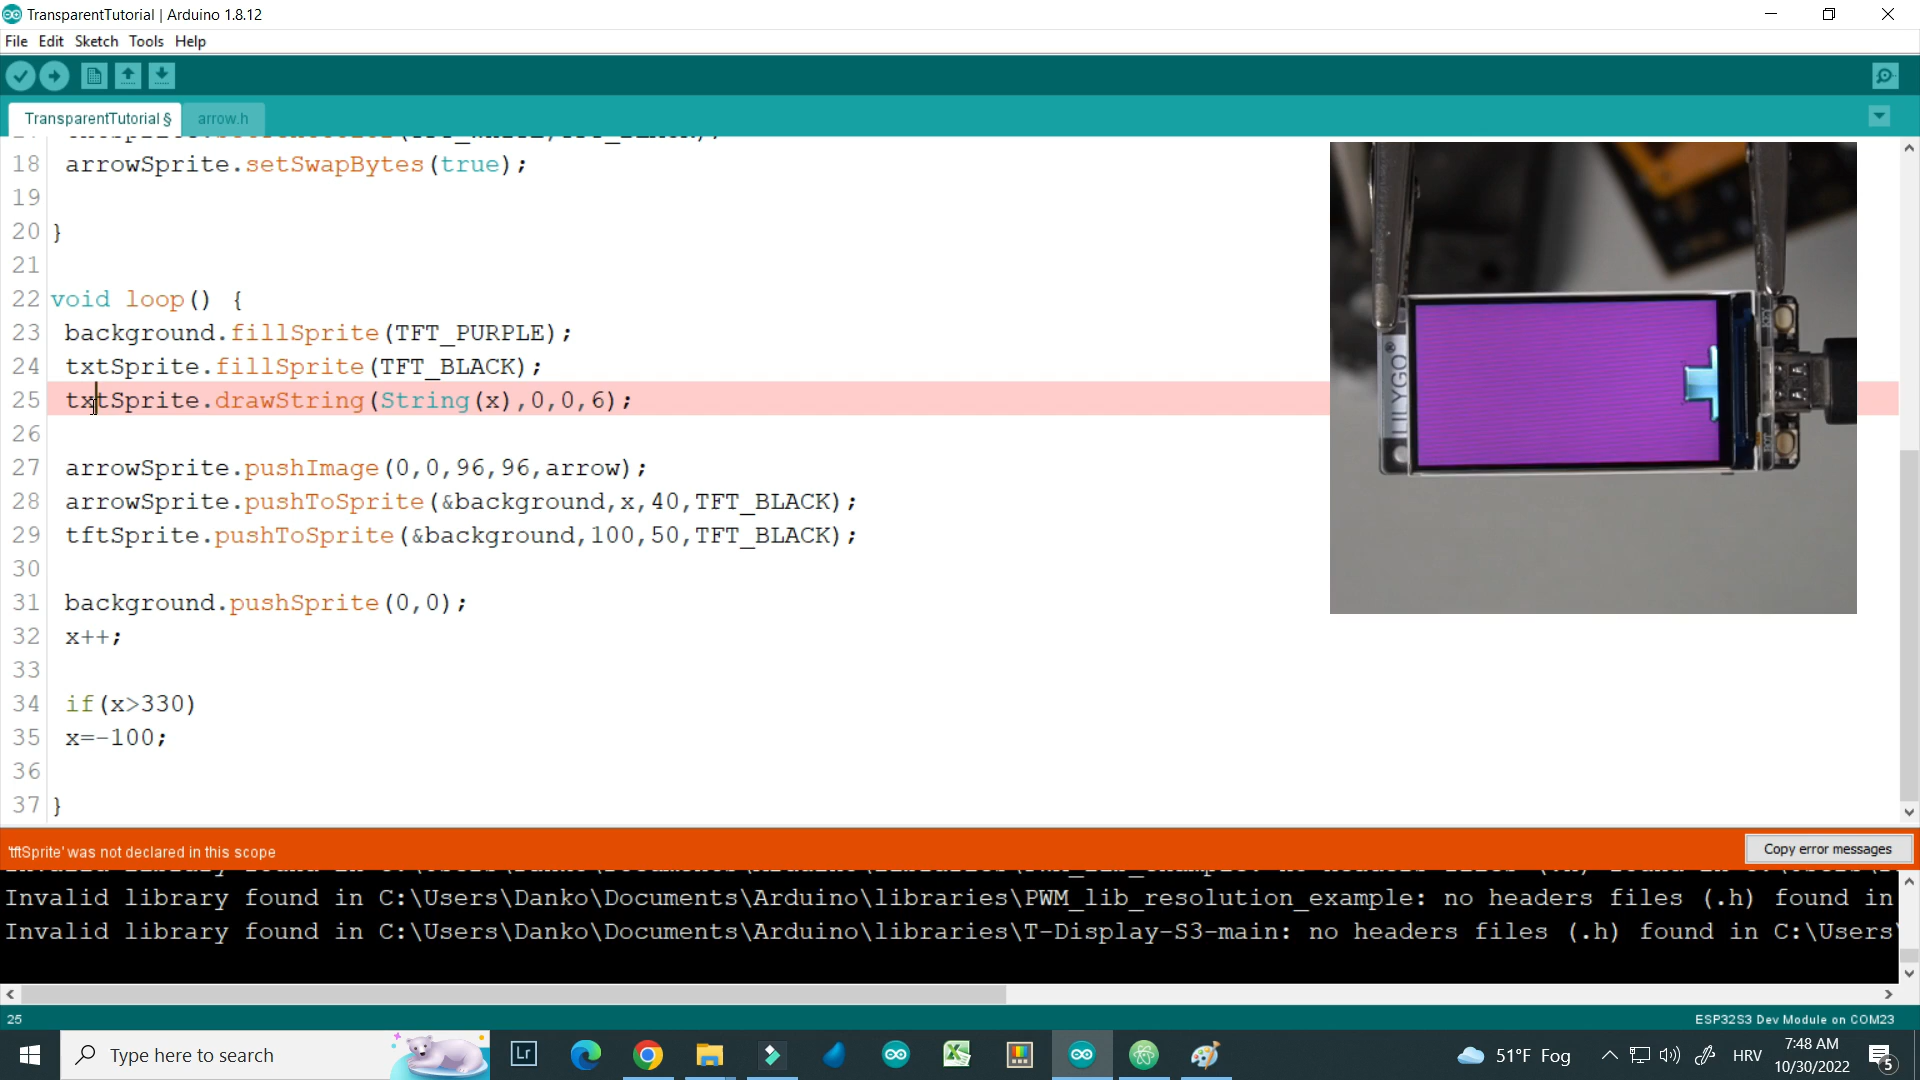 TransparentTutorial | Arduino 1.8.12
File Edit Sketch Tools Help
TransparentTutorial § arrow.h
18 arrowSprite.setSwapBytes(true);
19
20 }
21
22 void loop() {
23 background.fillSprite(TFT_PURPLE);
24 txtSprite.fillSprite(TFT_BLACK);
25 txtSprite.drawString(String(x),0,0,6);
26
27 arrowSprite.pushImage(0,0,96,96,arrow);
28 arrowSprite.pushToSprite(&background,x,40,TFT_BLACK);
29 tftSprite.pushToSprite(&background,100,50,TFT_BLACK);
30
31 background.pushSprite(0,0);
32 x++;
33
34 if(x>330)
35 x=-100;
36
37 }
LILYGO®
'tftSprite' was not declared in this scope
Copy error messages
Invalid library found in C:\Users\Danko\Documents\Arduino\libraries\PWM_lib_resolution_example: no headers files (.h) found in
Invalid library found in C:\Users\Danko\Documents\Arduino\libraries\T-Display-S3-main: no headers files (.h) found in C:\Users\
25
ESP32S3 Dev Module on COM23
Type here to search
Lr
51°F Fog
HRV
7:48 AM
10/30/2022
5